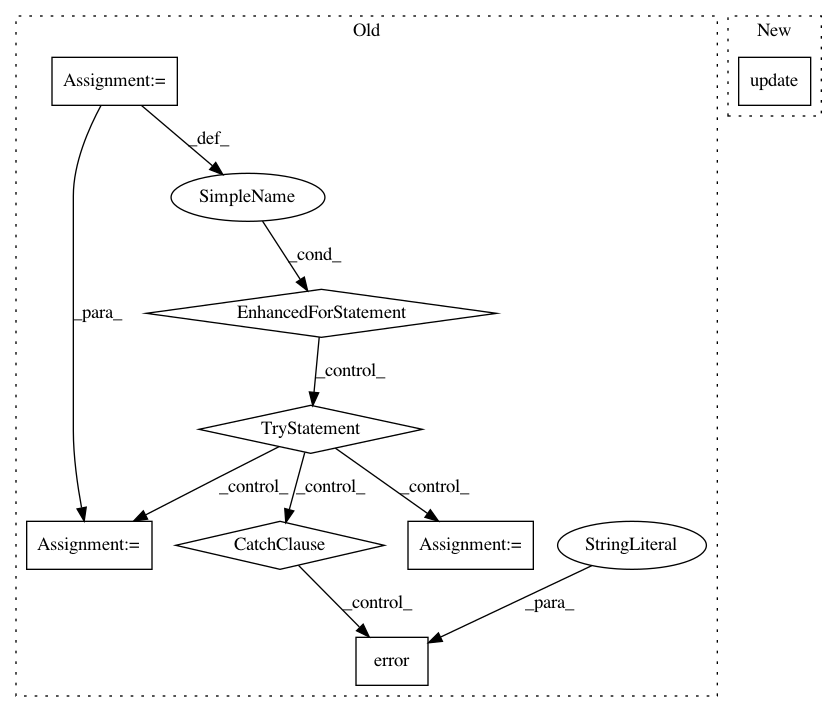 Old
New
Assignment:=
update
_def_
SimpleName
_cond_
_para_
EnhancedForStatement
_control_
TryStatement
_control_
_control_
_control_
Assignment:=
CatchClause
Assignment:=
StringLiteral
_control_
_para_
error